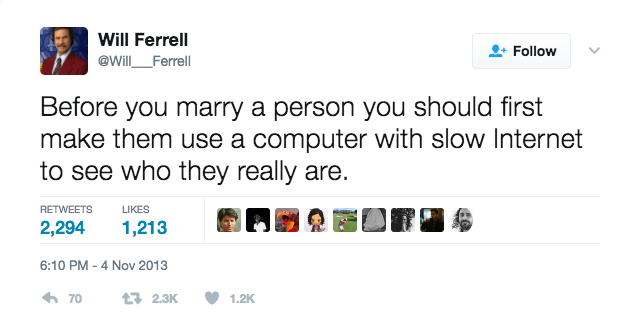 Will Ferrell
@Will___Ferrell
Follow
Before you marry a person you should first
make them use a computer with slow Internet
to see who they really are.
RETWEETS LIKES
2,294 1,213
6:10 PM - 4 Nov 2013
70 2.3K 1.2K